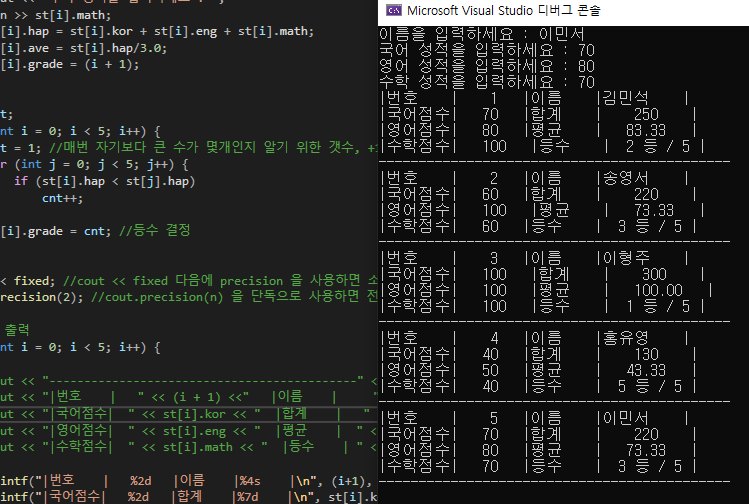 n >> st[i].math;
[i].hap = st[i].kor + st[i].eng + st[i].math;
[i].ave = st[i].hap/3.0;
[i].grade = (i + 1);
t;
nt i = 0; i < 5; i++) {
t = 1; //매번 자기보다 큰 수가 몇개인지 알기 위한 갯수,
r (int j = 0; j < 5; j++) {
if (st[i].hap < st[j].hap)
cnt++;
[i].grade = cnt; //등수 결정
< fixed; //cout << fixed 다음에 precision 을 사용하면 소
recision(2); //cout.precision(n) 을 단독으로 사용하면 전
출력
nt i = 0; i < 5; i++) {
ut << "-----------------------------------------" <
ut << "|번호    |   " << (i + 1) <<"   |이름    |    "
ut << "|국어점수|  " << st[i].kor << "  |합계    |   "
ut << "|영어점수|  " << st[i].eng << "  |평균    |  " <
ut << "|수학점수|  " << st[i].math << "  |등수    | " <
intf("|번호    |   %2d   |이름    |%4s    |\n", (i+1),
intf("|국어점수|   %2d   |합계    |%7d    |\n", st[i].k
Microsoft Visual Studio 디버그 콘솔
이름을 입력하세요 : 이민서
국어 성적을 입력하세요 : 70
영어 성적을 입력하세요 : 80
수학 성적을 입력하세요 : 70
|번호    |    1   |이름    |김민석    |
|국어점수|   70   |합계    |    250    |
|영어점수|   80   |평균    |   83.33   |
|수학점수|   100   |등수    |  2 등 / 5 |
-----------------------------------------
|번호    |    2   |이름    |송영서    |
|국어점수|   60   |합계    |    220    |
|영어점수|   100   |평균    |   73.33   |
|수학점수|   60   |등수    |  3 등 / 5 |
-----------------------------------------
|번호    |    3   |이름    |이형주    |
|국어점수|   100   |합계    |    300    |
|영어점수|   100   |평균    |   100.00   |
|수학점수|   100   |등수    |  1 등 / 5 |
-----------------------------------------
|번호    |    4   |이름    |홍유영    |
|국어점수|   40   |합계    |    130    |
|영어점수|   50   |평균    |   43.33   |
|수학점수|   40   |등수    |  5 등 / 5 |
-----------------------------------------
|번호    |    5   |이름    |이민서    |
|국어점수|   70   |합계    |    220    |
|영어점수|   80   |평균    |   73.33   |
|수학점수|   70   |등수    |  3 등 / 5 |
-----------------------------------------